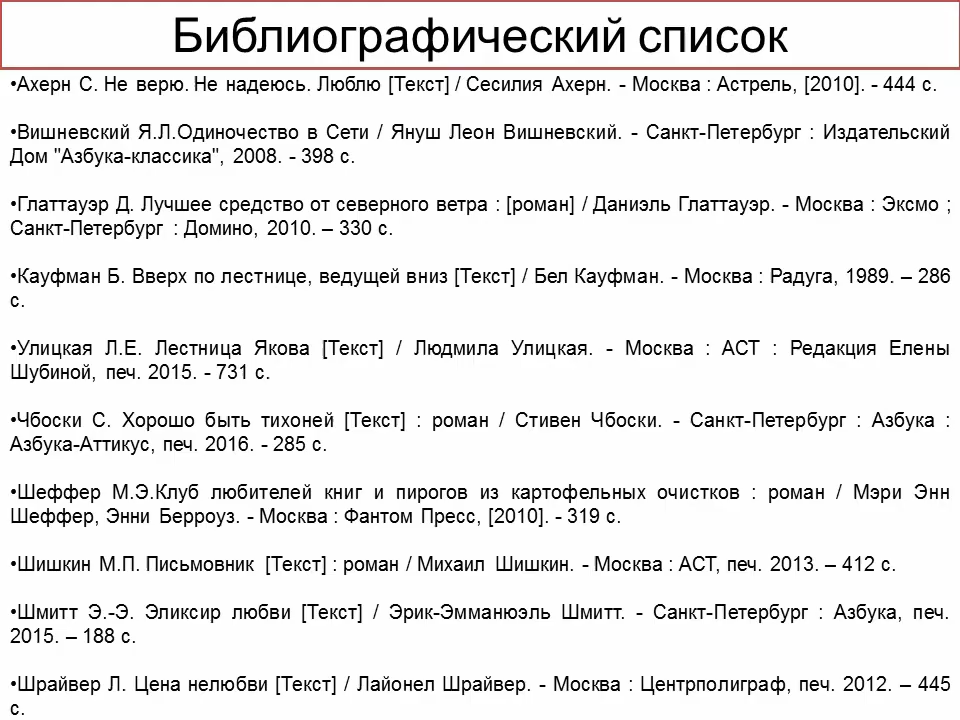 Библиографический список
•Ахерн С. Не верю. Не надеюсь. Люблю [Текст] / Сесилия Ахерн. - Москва : Астрель, [2010]. - 444 с.
•Вишневский Я.Л.Одиночество в Сети / Януш Леон Вишневский. - Санкт-Петербург : Издательский
Дом "Азбука-классика", 2008. - 398 с.
•Глаттауэр Д. Лучшее средство от северного ветра : [роман] / Даниэль Глаттауэр. - Москва : Эксмо ;
Санкт-Петербург : Домино, 2010. – 330 с.
•Кауфман Б. Вверх по лестнице, ведущей вниз [Текст] / Бел Кауфман. - Москва : Радуга, 1989. – 286
с.
•Улицкая Л.Е. Лестница Якова [Текст] / Людмила Улицкая. - Москва : АСТ : Редакция Елены
Шубиной, печ. 2015. - 731 с.
•Чбоски С. Хорошо быть тихоней [Текст] : роман / Стивен Чбоски. - Санкт-Петербург : Азбука :
Азбука-Аттикус, печ. 2016. - 285 с.
•Шеффер М.Э.Клуб любителей книг и пирогов из картофельных очистков : роман / Мэри Энн
Шеффер, Энни Берроуз. - Москва : Фантом Пресс, [2010]. - 319 с.
•Шишкин М.П. Письмовник [Текст] : роман / Михаил Шишкин. - Москва : АСТ, печ. 2013. – 412 с.
•Шмитт Э.-Э. Эликсир любви [Текст] / Эрик-Эммануэль Шмитт. - Санкт-Петербург : Азбука, печ.
2015. – 188 с.
•Шрайвер Л. Цена нелюбви [Текст] / Лайонел Шрайвер. - Москва : Центрполиграф, печ. 2012. – 445
с.